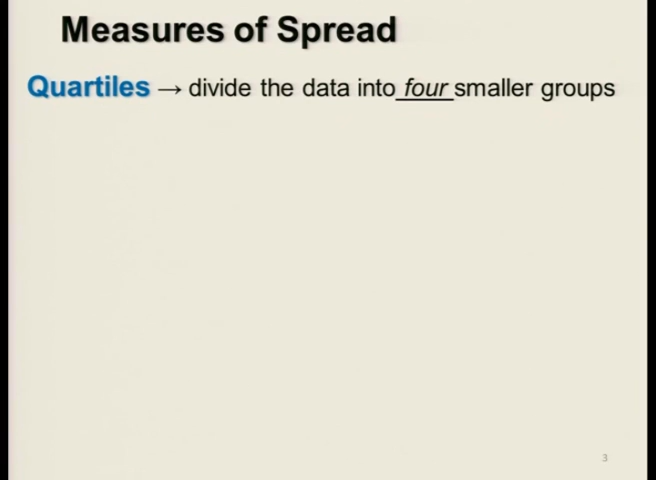 Measures of Spread
Quartiles → divide the data into four smaller groups
3